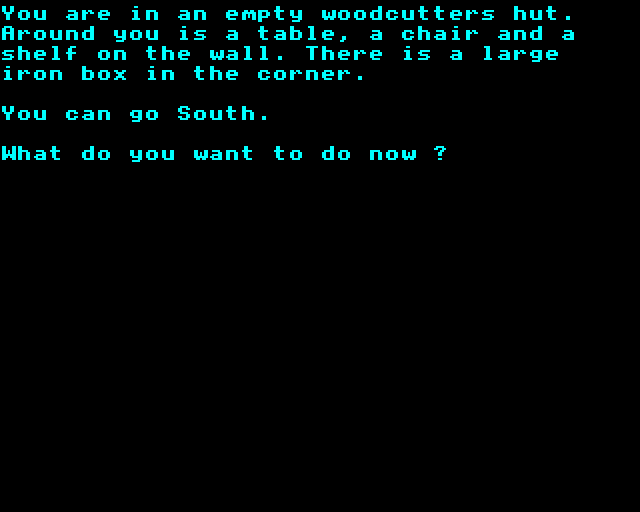 You are in an empty woodcutters hut.
Around you is a table, a chair and a
shelf on the wall. There is a large
iron box in the corner.
You can go South.
What do you want to do now ?